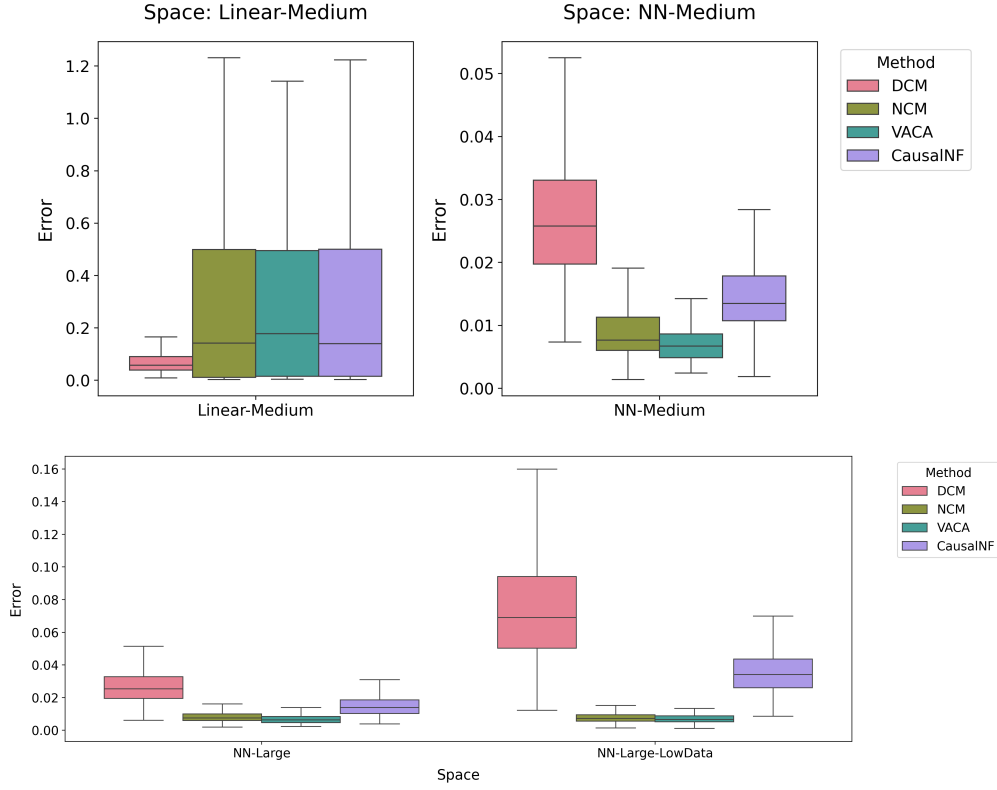 Space: Linear-Medium
Space: NN-Medium
Error
1.2
1.0
0.8
0.6
0.4
0.2
0.0
Linear-Medium
Error
0.05
0.04
0.03
0.02
0.01
0.00
NN-Medium
Method
DCM
NCM
VACA
CausalNF
Error
0.16
0.14
0.12
0.10
0.08
0.06
0.04
0.02
0.00
NN-Large
NN-Large-LowData
Space
Method
DCM
NCM
VACA
CausalNF